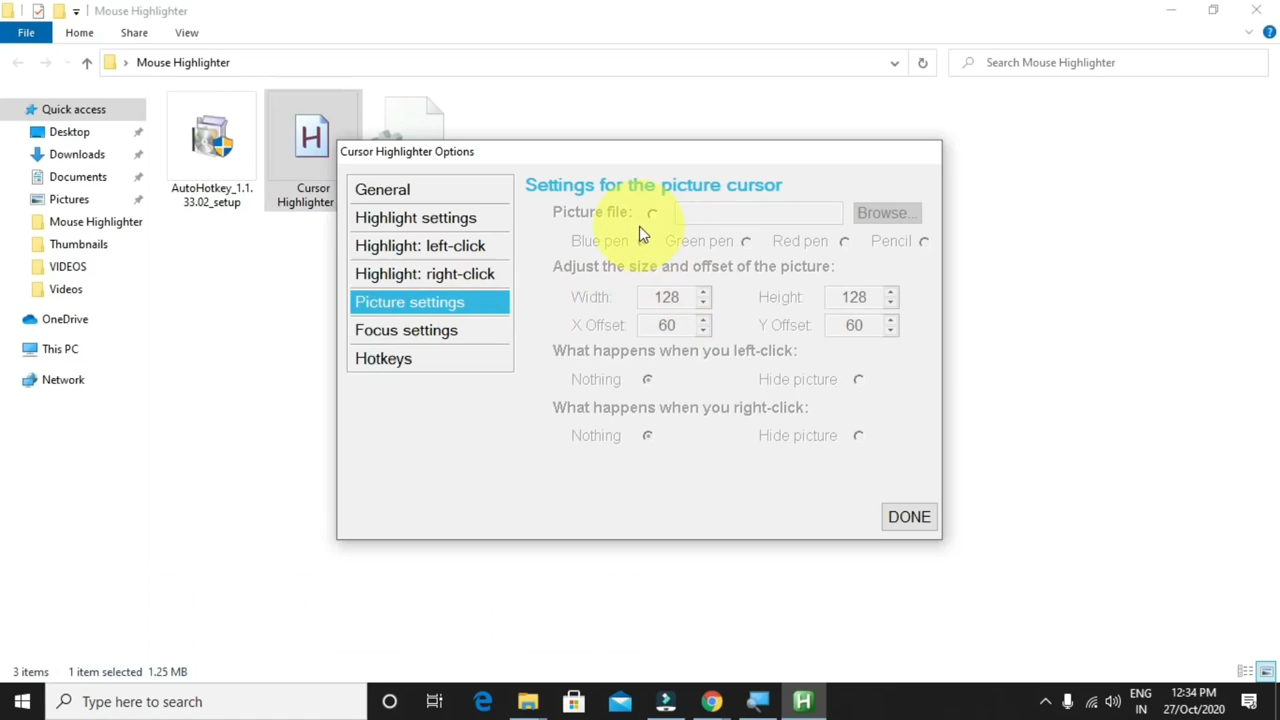 Mouse Highlighter
File Home Share View
Mouse Highlighter
Search Mouse Highlighter
Quick access
Desktop
Downloads
Documents
Pictures
Mouse Highlighter
Thumbnails
VIDEOS
Videos
OneDrive
This PC
Network
AutoHotkey_1.1.
33.02_setup
Cursor
Highlighter
Cursor Highlighter Options
General
Highlight settings
Highlight: left-click
Highlight: right-click
Picture settings
Focus settings
Hotkeys
Settings for the picture cursor
Picture file: Browse...
Blue pen Green pen Red pen Pencil
Adjust the size and offset of the picture:
Width: 128 Height: 128
X Offset: 60 Y Offset: 60
What happens when you left-click:
Nothing Hide picture
What happens when you right-click:
Nothing Hide picture
DONE
3 items 1 item selected 1.25 MB
Type here to search
ENG
IN
12:34 PM
27/Oct/2020